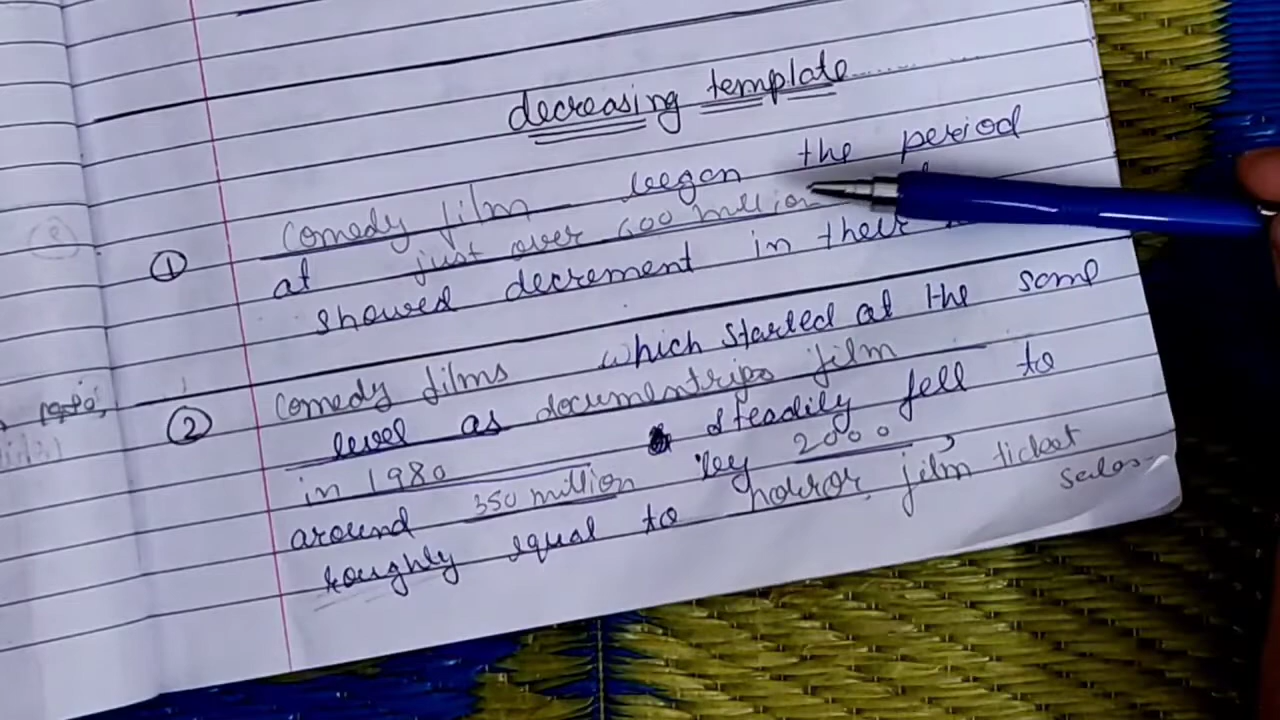 decreasing template
① comedy film began the period
at just over 600 million
showed decrement in their
② comedy films which started at the same
level as documentries film
in 1980 steadily fell to
around 350 million by 2000,
roughly equal to horror film ticket
sales